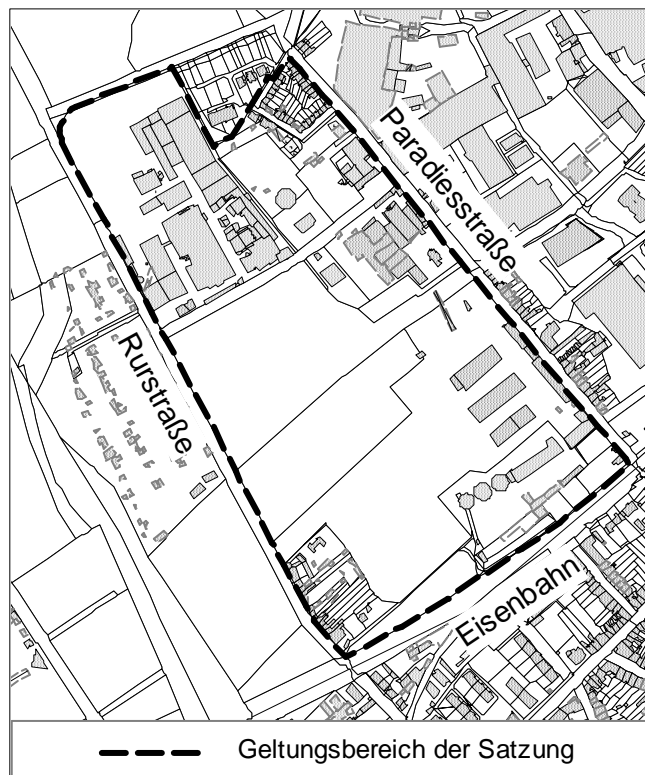 Paradiesstraße
Rurstraße
Eisenbahn
Geltungsbereich der Satzung